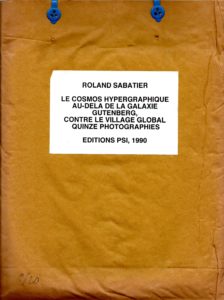 ROLAND SABATIER
LE COSMOS HYPERGRAPHIQUE
AU-DELA DE LA GALAXIE
GUTENBERG,
CONTRE LE VILLAGE GLOBAL
QUINZE PHOTOGRAPHIES
EDITIONS PSI, 1990